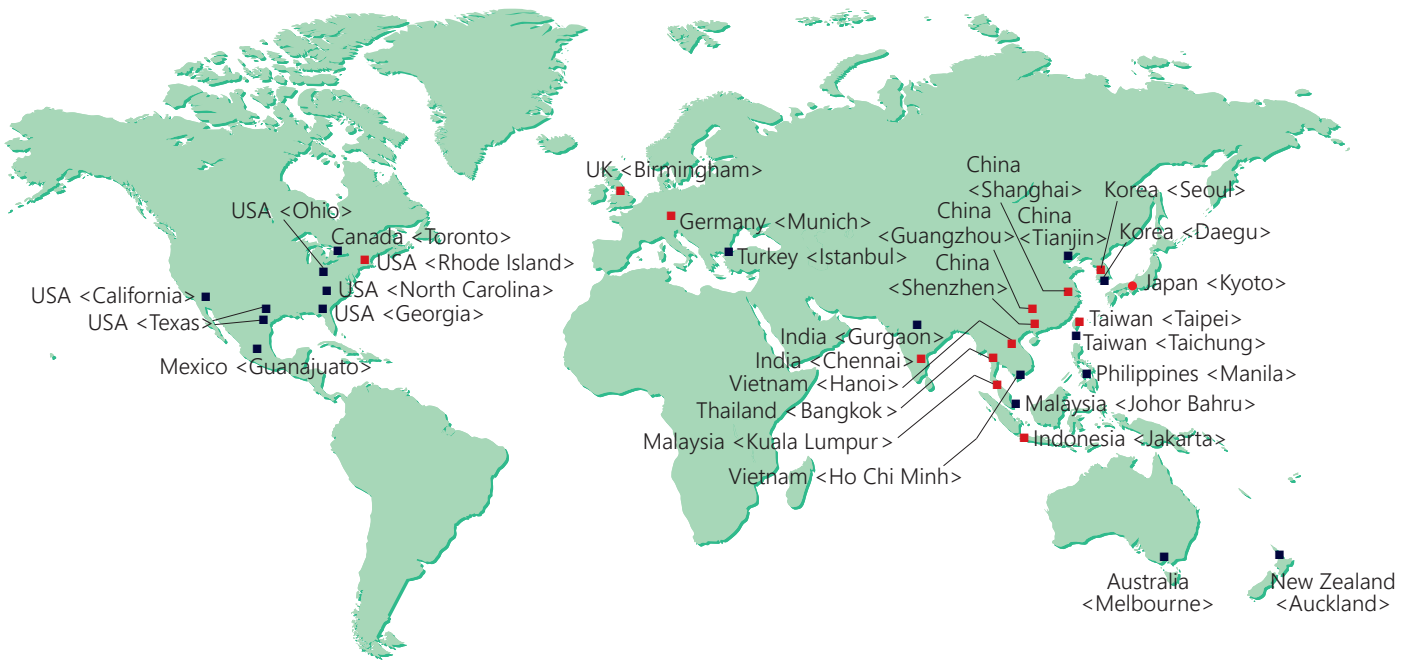 UK <Birmingham>
Germany <Munich>
Turkey <Istanbul>
China
<Shanghai>
Korea <Seoul>
China
<Guangzhou>
China
<Tianjin>
Korea <Daegu>
China
<Shenzhen>
Japan <Kyoto>
USA <Ohio>
Canada <Toronto>
USA <Rhode Island>
USA <North Carolina>
USA <California>
USA <Georgia>
USA <Texas>
Mexico <Guanajuato>
Taiwan <Taipei>
Taiwan <Taichung>
India <Gurgaon>
India <Chennai>
Vietnam <Hanoi>
Philippines <Manila>
Thailand <Bangkok>
Malaysia <Johor Bahru>
Malaysia <Kuala Lumpur>
Indonesia <Jakarta>
Vietnam <Ho Chi Minh>
Australia
<Melbourne>
New Zealand
<Auckland>